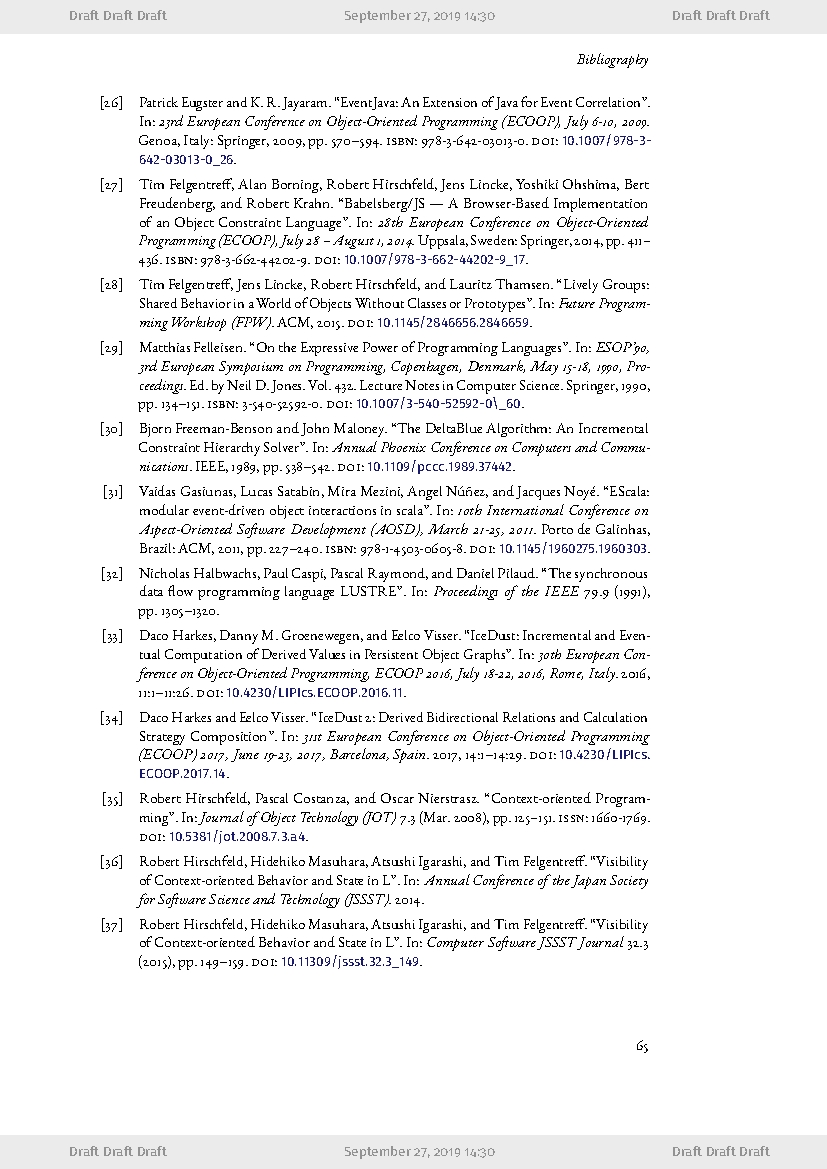 Draft Draft Draft September 27, 2019 14:30 Draft Draft Draft
Bibliography
[26] Patrick Eugster and K. R. Jayaram. “EventJava: An Extension of Java for Event Correlation”.
In: 23rd European Conference on Object-Oriented Programming (ECOOP), July 6-10, 2009.
Genoa, Italy: Springer, 2009, pp. 570–594. ISBN: 978-3-642-03013-0. DOI: 10.1007/978-3-
642-03013-0_26.
[27] Tim Felgentreff, Alan Borning, Robert Hirschfeld, Jens Lincke, Yoshiki Ohshima, Bert
Freudenberg, and Robert Krahn. “Babelsberg/JS — A Browser-Based Implementation
of an Object Constraint Language”. In: 28th European Conference on Object-Oriented
Programming (ECOOP), July 28 – August 1, 2014. Uppsala, Sweden: Springer, 2014, pp. 411–
436. ISBN: 978-3-662-44202-9. DOI: 10.1007/978-3-662-44202-9_17.
[28] Tim Felgentreff, Jens Lincke, Robert Hirschfeld, and Lauritz Thamsen. “Lively Groups:
Shared Behavior in a World of Objects Without Classes or Prototypes”. In: Future Program-
ming Workshop (FPW). ACM, 2015. DOI: 10.1145/2846656.2846659.
[29] Matthias Felleisen. “On the Expressive Power of Programming Languages”. In: ESOP’90,
3rd European Symposium on Programming, Copenhagen, Denmark, May 15-18, 1990, Pro-
ceedings. Ed. by Neil D. Jones. Vol. 432. Lecture Notes in Computer Science. Springer, 1990,
pp. 134–151. ISBN: 3-540-52592-0. DOI: 10.1007/3-540-52592-0\_60.
[30] Bjorn Freeman-Benson and John Maloney. “The DeltaBlue Algorithm: An Incremental
Constraint Hierarchy Solver”. In: Annual Phoenix Conference on Computers and Commu-
nications. IEEE, 1989, pp. 538–542. DOI: 10.1109/pccc.1989.37442.
[31] Vaidas Gasiunas, Lucas Satabin, Mira Mezini, Angel Núñez, and Jacques Noyé. “EScala:
modular event-driven object interactions in scala”. In: 10th International Conference on
Aspect-Oriented Software Development (AOSD), March 21-25, 2011. Porto de Galinhas,
Brazil: ACM, 2011, pp. 227–240. ISBN: 978-1-4503-0605-8. DOI: 10.1145/1960275.1960303.
[32] Nicholas Halbwachs, Paul Caspi, Pascal Raymond, and Daniel Pilaud. “The synchronous
data flow programming language LUSTRE”. In: Proceedings of the IEEE 79.9 (1991),
pp. 1305–1320.
[33] Daco Harkes, Danny M. Groenewegen, and Eelco Visser. “IceDust: Incremental and Even-
tual Computation of Derived Values in Persistent Object Graphs”. In: 30th European Con-
ference on Object-Oriented Programming, ECOOP 2016, July 18-22, 2016, Rome, Italy. 2016,
11:1–11:26. DOI: 10.4230/LIPIcs.ECOOP.2016.11.
[34] Daco Harkes and Eelco Visser. “IceDust 2: Derived Bidirectional Relations and Calculation
Strategy Composition”. In: 31st European Conference on Object-Oriented Programming
(ECOOP) 2017, June 19-23, 2017, Barcelona, Spain. 2017, 14:1–14:29. DOI: 10.4230/LIPIcs.
ECOOP.2017.14.
[35] Robert Hirschfeld, Pascal Costanza, and Oscar Nierstrasz. “Context-oriented Program-
ming”. In: Journal of Object Technology (JOT) 7.3 (Mar. 2008), pp. 125–151. ISSN: 1660-1769.
DOI: 10.5381/jot.2008.7.3.a4.
[36] Robert Hirschfeld, Hidehiko Masuhara, Atsushi Igarashi, and Tim Felgentreff. “Visibility
of Context-oriented Behavior and State in L”. In: Annual Conference of the Japan Society
for Software Science and Technology (JSSST). 2014.
[37] Robert Hirschfeld, Hidehiko Masuhara, Atsushi Igarashi, and Tim Felgentreff. “Visibility
of Context-oriented Behavior and State in L”. In: Computer Software JSSST Journal 32.3
(2015), pp. 149–159. DOI: 10.11309/jssst.32.3_149.
65
Draft Draft Draft September 27, 2019 14:30 Draft Draft Draft